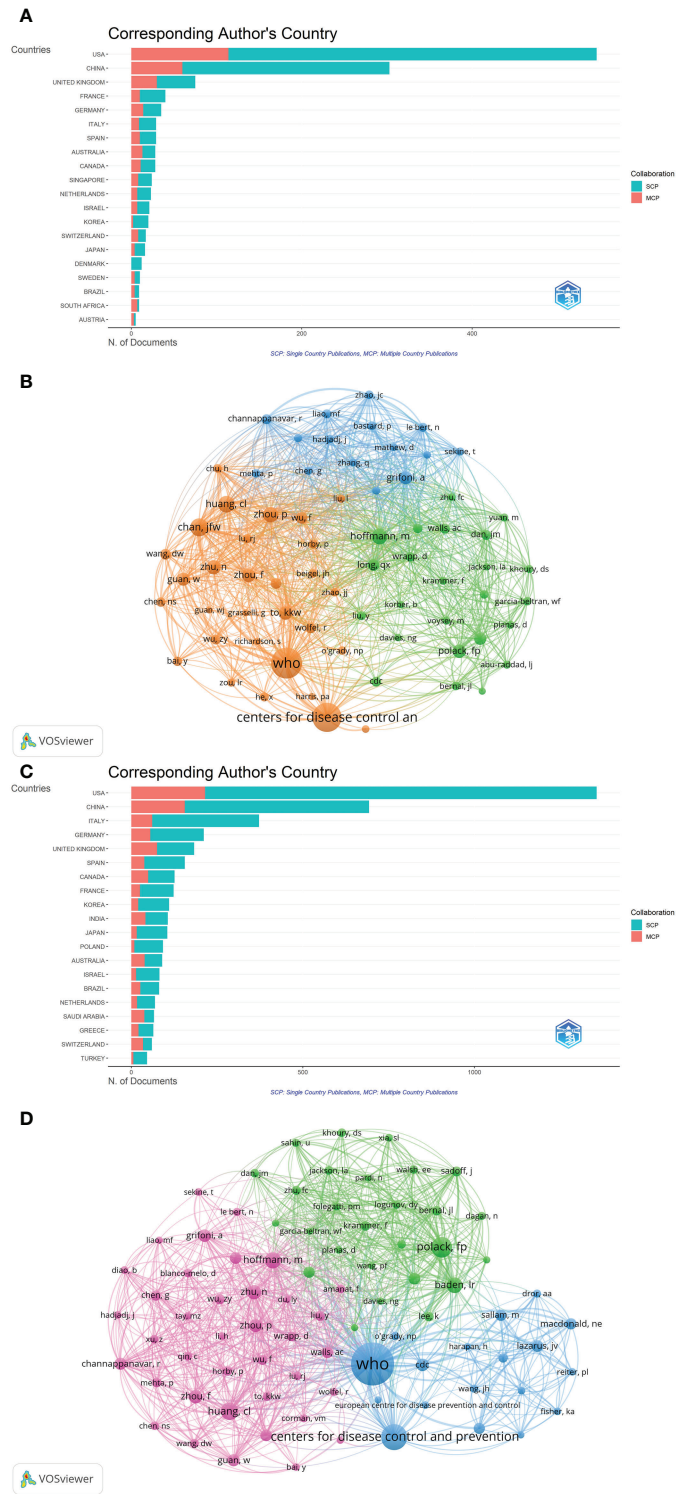 A
Corresponding Author's Country
Countries
USA
CHINA
UNITED KINGDOM
FRANCE
GERMANY
ITALY
SPAIN
AUSTRALIA
CANADA
SINGAPORE
NETHERLANDS
ISRAEL
KOREA
SWITZERLAND
JAPAN
DENMARK
SWEDEN
BRAZIL
SOUTH AFRICA
AUSTRIA
Collaboration
SCP
MCP
0
200
400
N. of Documents
SCP: Single Country Publications, MCP: Multiple Country Publications
B
zhao, jc
liao, mf
channappanavar, r
bastard, p
le bert, n
hadjadj, j
mathew, d
sekine, t
chu, h
mehta, p
chen, g
zhang, q
grifoni, a
huang, cl
liu, l
zhu, fc
zhou, p
wu, f
yuan, m
chan, jfw
lu, rj
horby, p
hoffmann, m
walls, ac
dan, jm
wang, dw
wrapp, d
zhu, n
long, qx
jackson, la
khoury, ds
guan, w
zhou, f
beigel, jh
krammer, f
chen, ns
zhao, jj
garcia-beltran, wf
guan, wj
grasselli, g
to, kkw
korber, b
liu, y
voysey, m
planas, d
wolfel, r
wu, zy
richardson, s
davies, ng
o'grady, np
polack, fp
bai, y
who
abu-raddad, lj
zou, lr
cdc
bernal, jl
he, x
harris, pa
centers for disease control an
VOSviewer
C
Corresponding Author's Country
Countries
USA
CHINA
ITALY
GERMANY
UNITED KINGDOM
SPAIN
CANADA
FRANCE
KOREA
INDIA
JAPAN
POLAND
AUSTRALIA
ISRAEL
BRAZIL
NETHERLANDS
SAUDI ARABIA
GREECE
SWITZERLAND
TURKEY
Collaboration
SCP
MCP
0
500
1000
N. of Documents
SCP: Single Country Publications, MCP: Multiple Country Publications
D
khoury, ds
xia, sl
sahin, u
walsh, ee
dan, jm
jackson, la
pardi, n
sadoff, j
sekine, t
zhu, fc
le bert, n
folegatti, pm
logunov, dy
bernal, jl
dagan, n
grifoni, a
garcia-beltran, wf
krammer, f
liao, mf
planas, d
polack, fp
hoffmann, m
diao, b
blanco-melo, d
wang, pf
baden, lr
chen, g
zhu, n
amanat, f
dror, aa
hadjadj, j
tay, mz
wu, zy
du, ly
davies, ng
liu, y
lee, k
sallam, m
macdonald, ne
xu, z
li, h
zhou, p
wrapp, d
o'grady, np
qin, c
walls, ac
harapan, h
lazarus, jv
channappanavar, r
wu, f
who
cdc
horby, p
lu, rj
reiter, pl
mehta, p
zhou, f
to, kkw
wolfel, r
wang, jh
european centre for disease prevention and control
huang, cl
corman, vm
fisher, ka
chen, ns
wang, dw
centers for disease control and prevention
guan, w
bai, y
VOSviewer